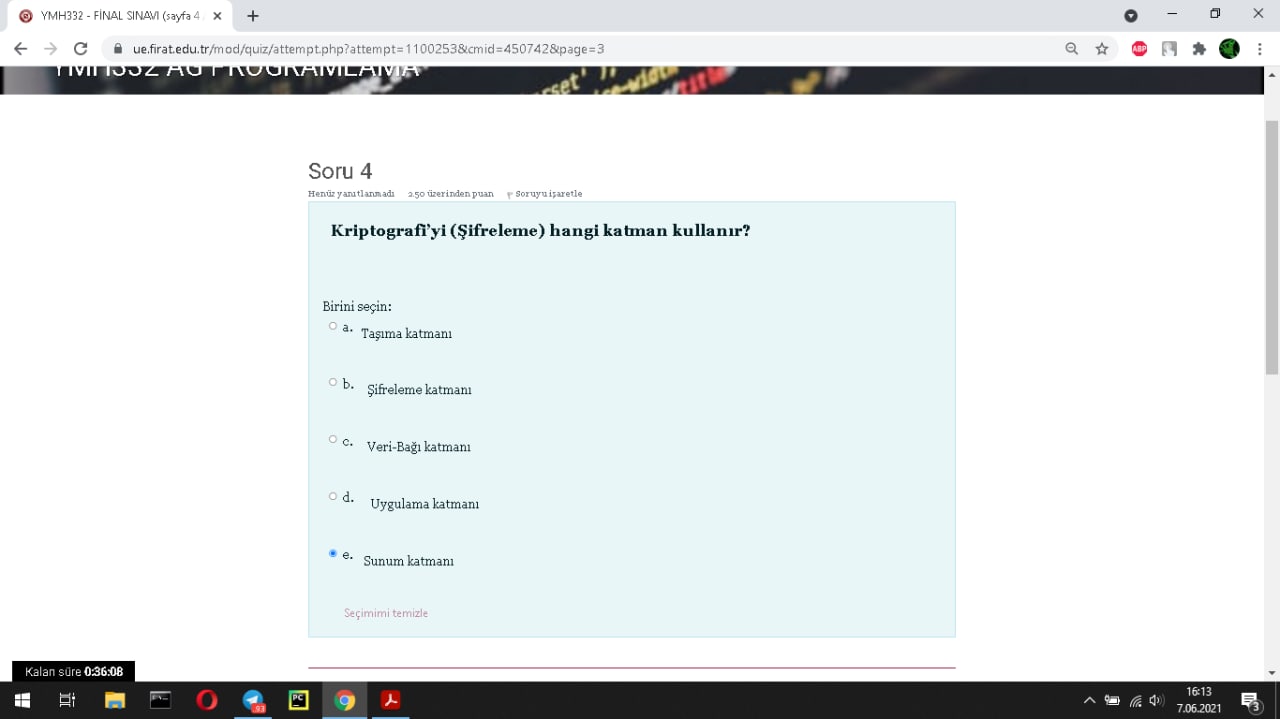 YMH332 - FİNAL SINAVI (sayfa 4
ue.firat.edu.tr/mod/quiz/attempt.php?attempt=1100253&cmid=450742&page=3
ABP
YMH332 AĞ PROGRAMLAMA
Soru 4
Henüz yanıtlanmadı 2.50 üzerinden puan Soruyu işaretle
Kriptografi'yi (Şifreleme) hangi katman kullanır?
Birini seçin:
a. Taşıma katmanı
b. Şifreleme katmanı
c. Veri-Bağı katmanı
d. Uygulama katmanı
e. Sunum katmanı
Seçimimi temizle
Kalan süre 0:36:08
93
PC
16:13
7.06.2021
3